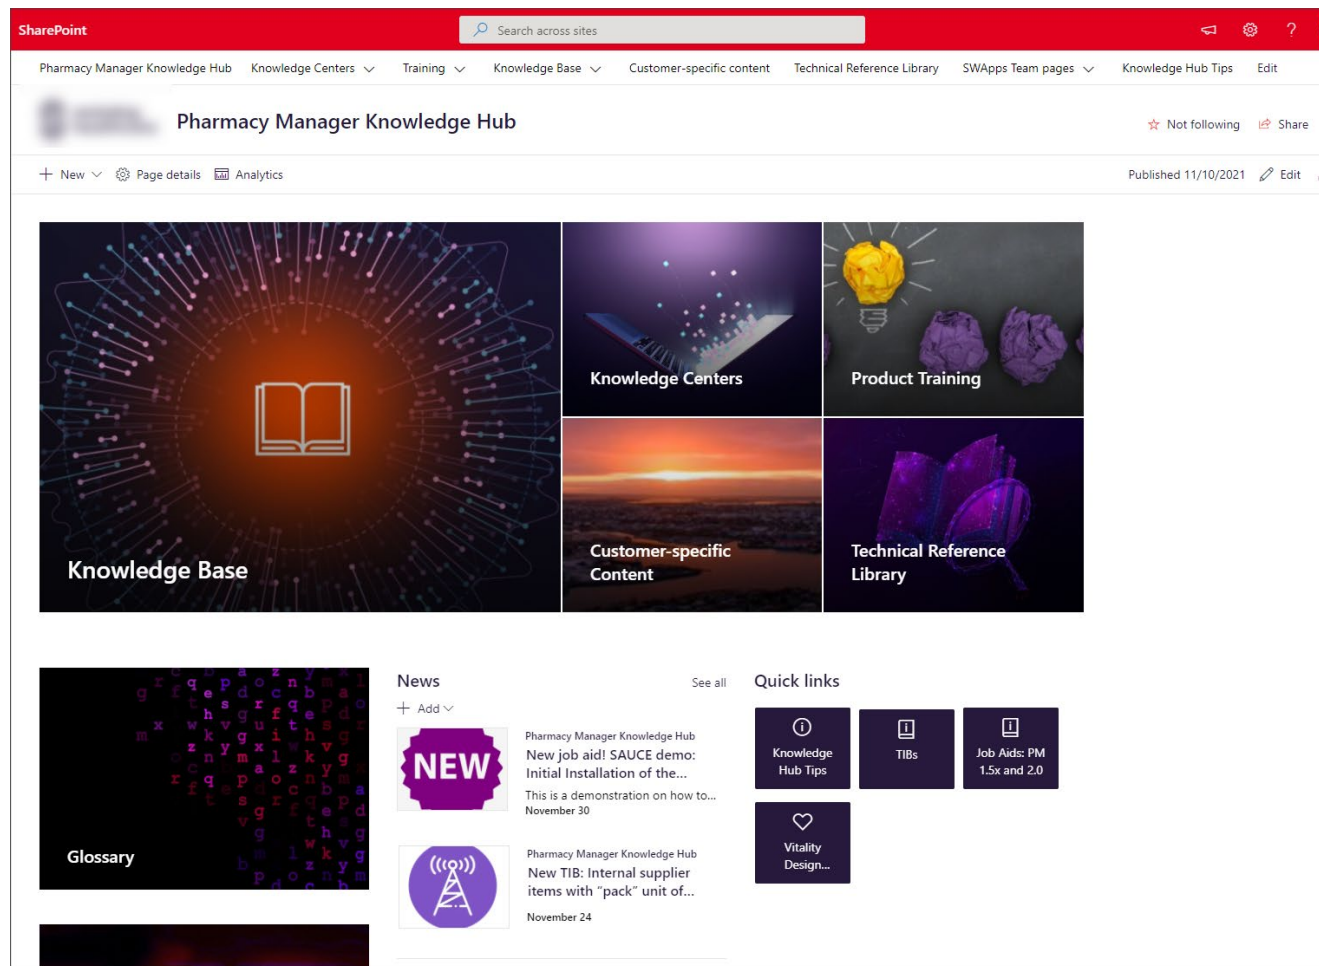 SharePoint
Search across sites
Pharmacy Manager Knowledge Hub Knowledge Centers Training Knowledge Base Customer-specific content Technical Reference Library SWApps Team pages Knowledge Hub Tips Edit
Pharmacy Manager Knowledge Hub
Not following Share
New Page details Analytics
Published 11/10/2021 Edit
Knowledge Base
Knowledge Centers
Product Training
Customer-specific
Content
Technical Reference
Library
Glossary
News
See all
Add
NEW
Pharmacy Manager Knowledge Hub
New job aid! SAUCE demo:
Initial Installation of the...
This is a demonstration on how to...
November 30
Pharmacy Manager Knowledge Hub
New TIB: Internal supplier
items with “pack” unit of...
November 24
Quick links
Knowledge
Hub Tips
TIBs
Job Aids: PM
1.5x and 2.0
Vitality
Design...